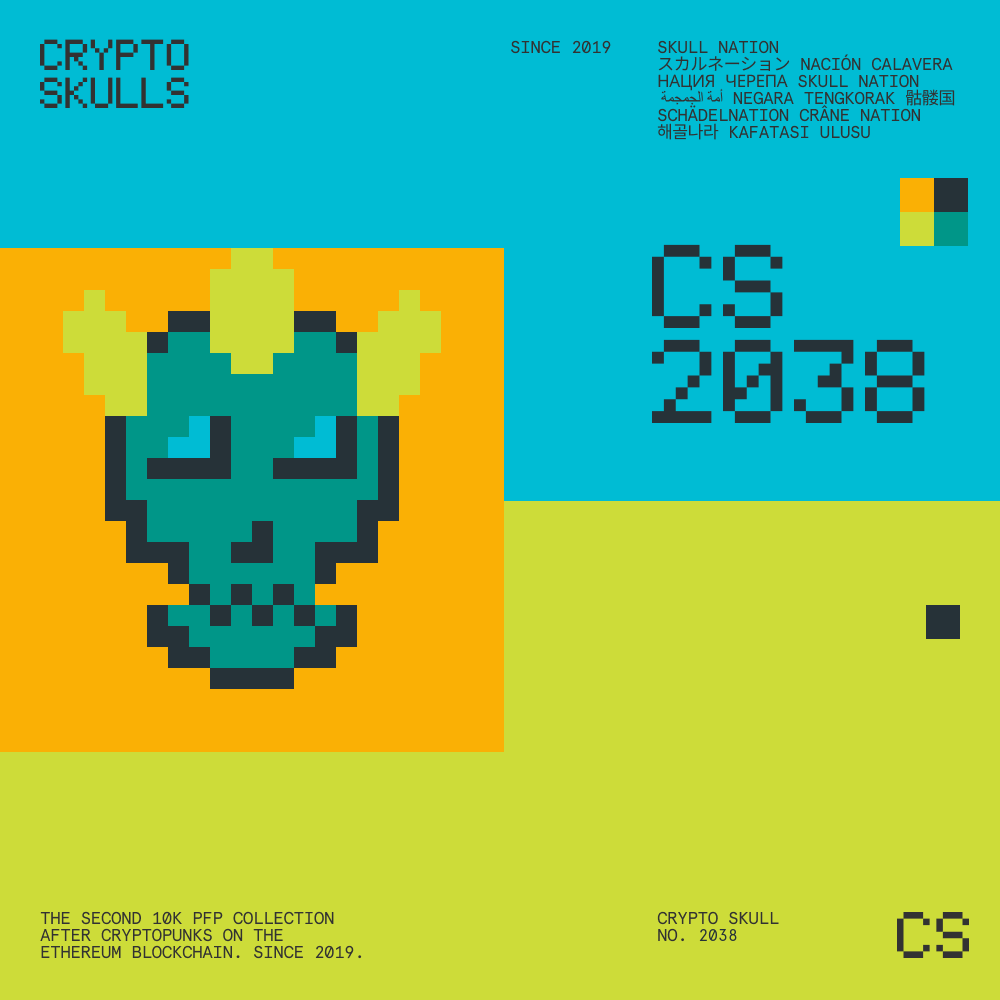 CRYPTO
SKULLS
SINCE 2019
SKULL NATION
スカルネーション NACIÓN CALAVERA
НАЦИЯ ЧЕРЕПА SKULL NATION
أمة الجمجمة NEGARA TENGKORAK 骷髅国
SCHÄDELNATION CRÂNE NATION
해골나라 KAFATASI ULUSU
CS
2038
THE SECOND 10K PFP COLLECTION
AFTER CRYPTOPUNKS ON THE
ETHEREUM BLOCKCHAIN. SINCE 2019.
CRYPTO SKULL
NO. 2038
CS